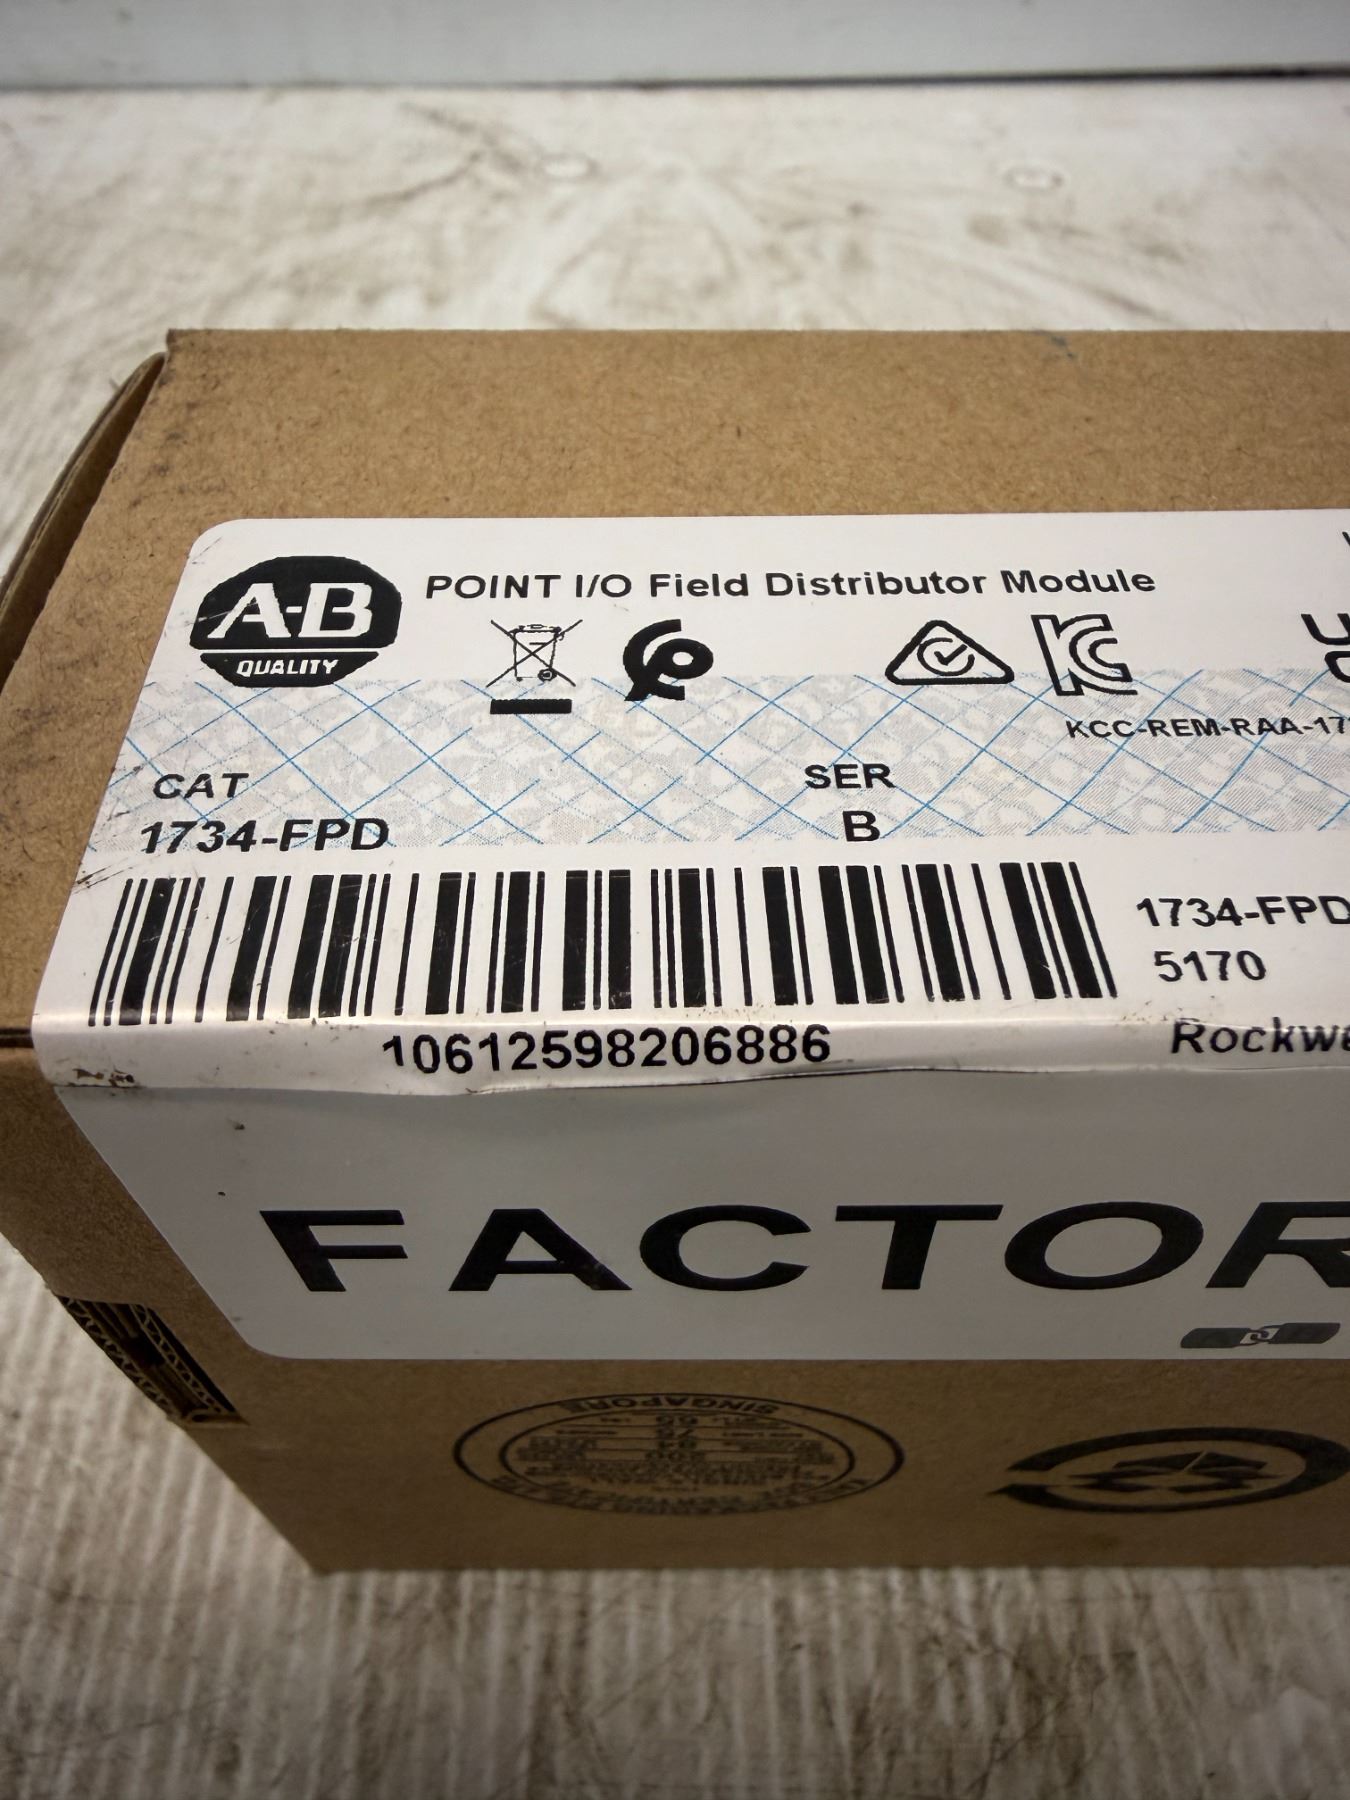 A-B
QUALITY
POINT I/O Field Distributor Module
KCC-REM-RAA-17
CAT
1734-FPD
SER
B
1734-FPD
5170
10612598206886
Rockwe
FACTOR
SINGAPORE